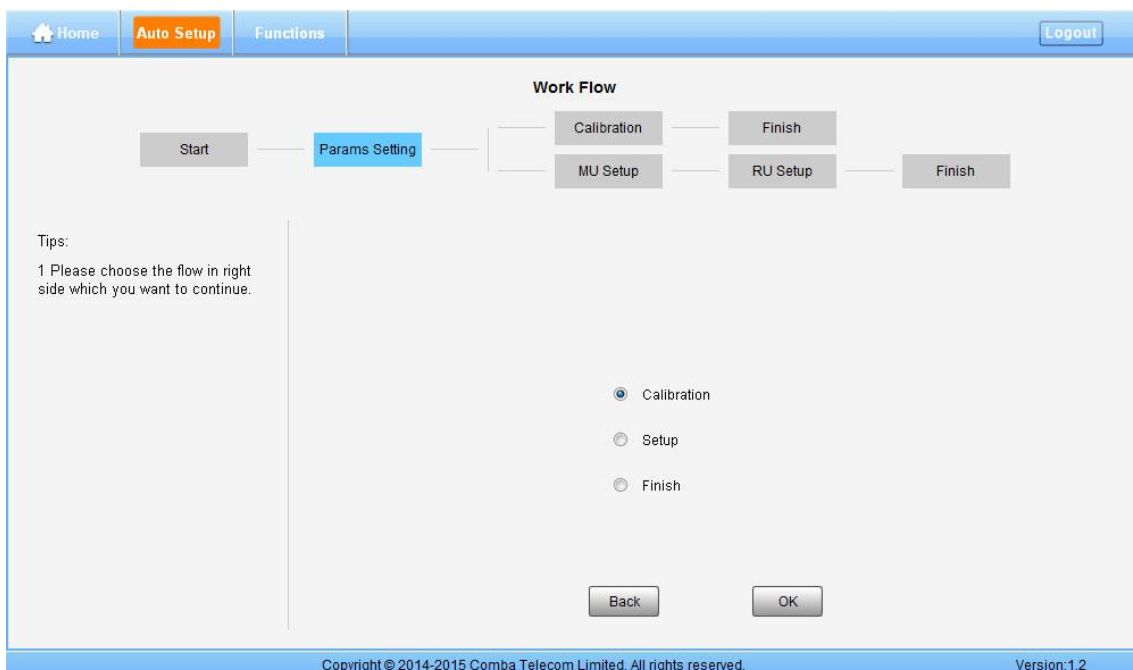 Home Auto Setup Functions Logout
Work Flow
Calibration Finish
Start Params Setting
MU Setup RU Setup Finish
Tips:
1 Please choose the flow in right
side which you want to continue.
Calibration
Setup
Finish
Back OK
Copyright © 2014-2015 Comba Telecom Limited. All rights reserved. Version:1.2